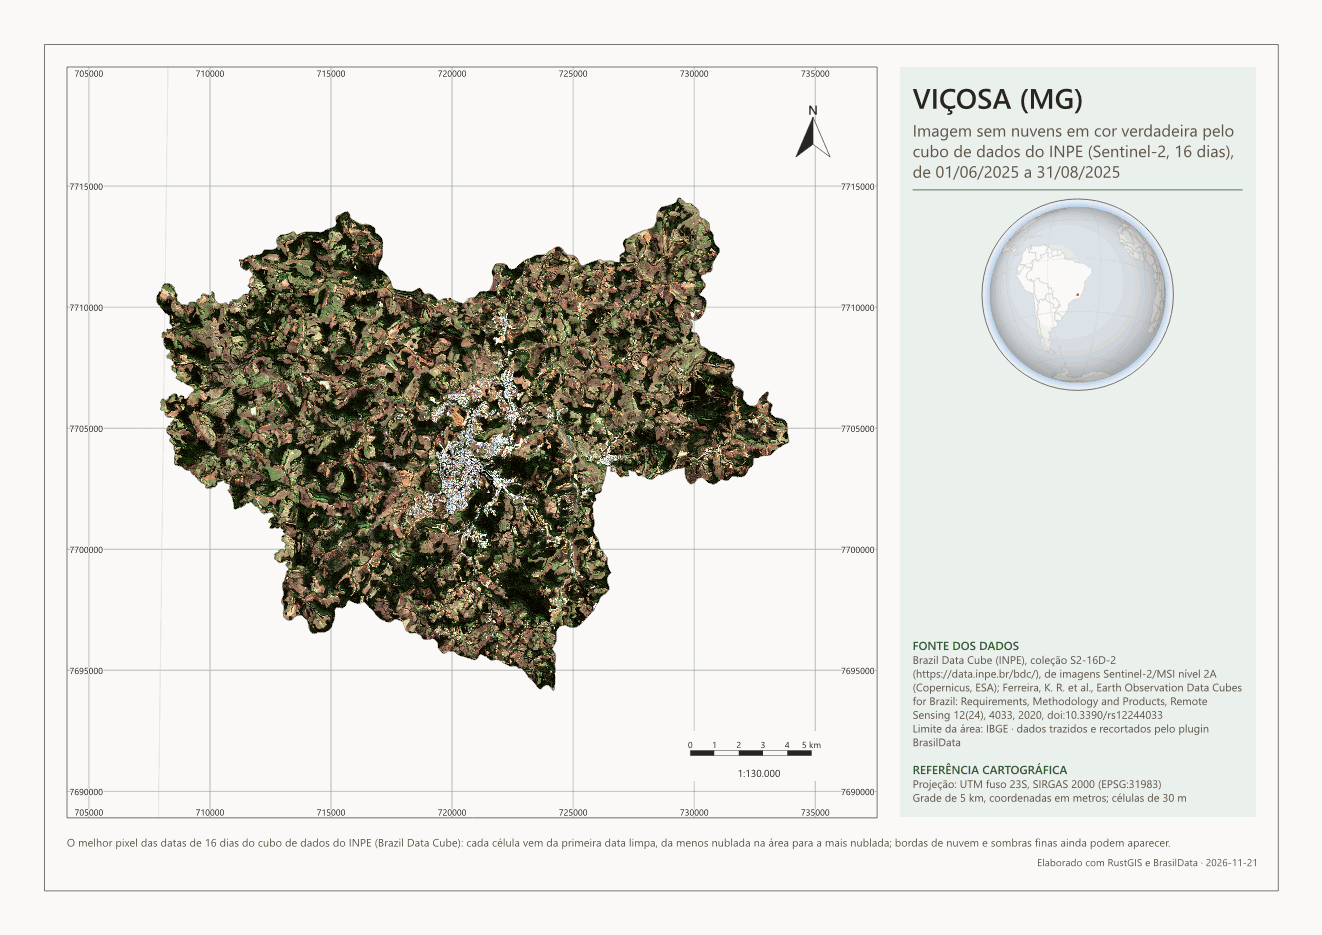 705000 710000 715000 720000 725000 730000 735000
N
7715000 7715000
7710000 7710000
7705000 7705000
7700000 7700000
7695000 7695000
0 1 2 3 4 5 km
1:130.000
7690000 7690000
705000 710000 715000 720000 725000 730000 735000
VIÇOSA (MG)
Imagem sem nuvens em cor verdadeira pelo
cubo de dados do INPE (Sentinel-2, 16 dias),
de 01/06/2025 a 31/08/2025
FONTE DOS DADOS
Brazil Data Cube (INPE), coleção S2-16D-2
(https://data.inpe.br/bdc/), de imagens Sentinel-2/MSI nível 2A
(Copernicus, ESA); Ferreira, K. R. et al., Earth Observation Data Cubes
for Brazil: Requirements, Methodology and Products, Remote
Sensing 12(24), 4033, 2020, doi:10.3390/rs12244033
Limite da área: IBGE · dados trazidos e recortados pelo plugin
BrasilData
REFERÊNCIA CARTOGRÁFICA
Projeção: UTM fuso 23S, SIRGAS 2000 (EPSG:31983)
Grade de 5 km, coordenadas em metros; células de 30 m
O melhor pixel das datas de 16 dias do cubo de dados do INPE (Brazil Data Cube): cada célula vem da primeira data limpa, da menos nublada na área para a mais nublada; bordas de nuvem e sombras finas ainda podem aparecer.
Elaborado com RustGIS e BrasilData · 2026-11-21